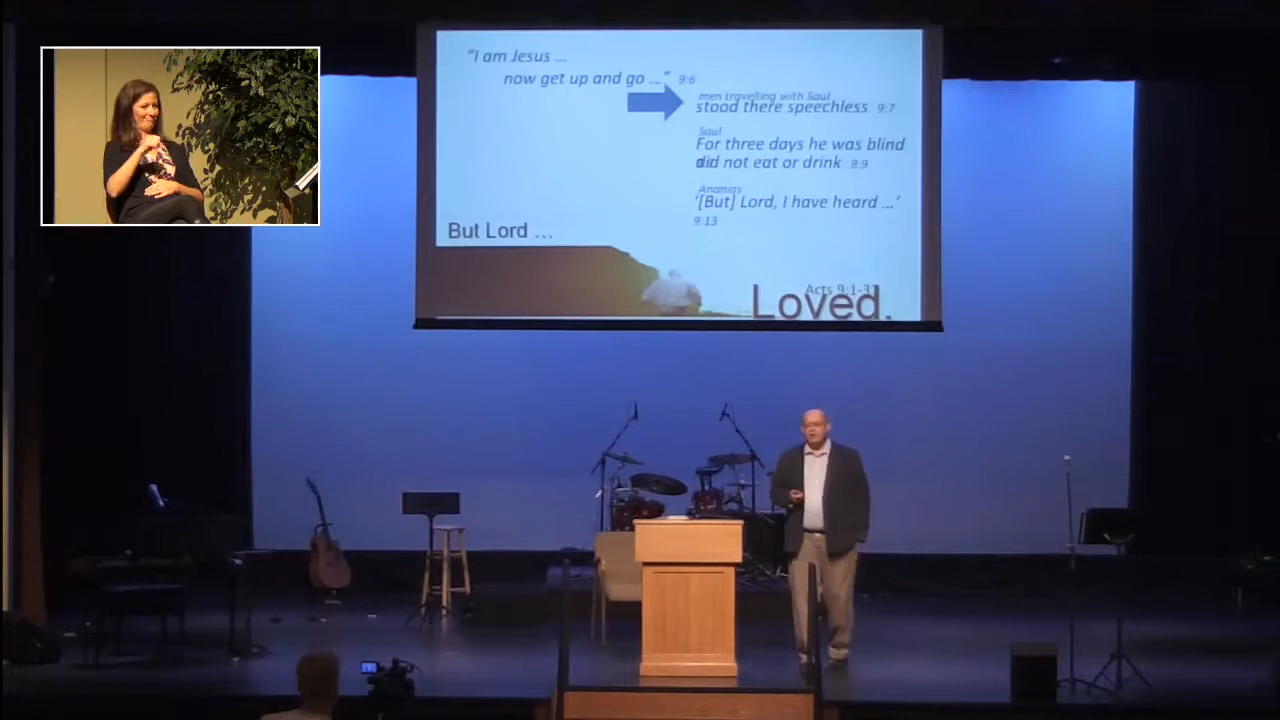 "I am Jesus ...
now get up and go ..." 9:6
men travelling with Saul
stood there speechless 9:7
Saul
For three days he was blind
did not eat or drink 9:9
Ananias
'[But] Lord, I have heard ...'
9:13
But Lord ...
Acts 9:1-31
Loved.